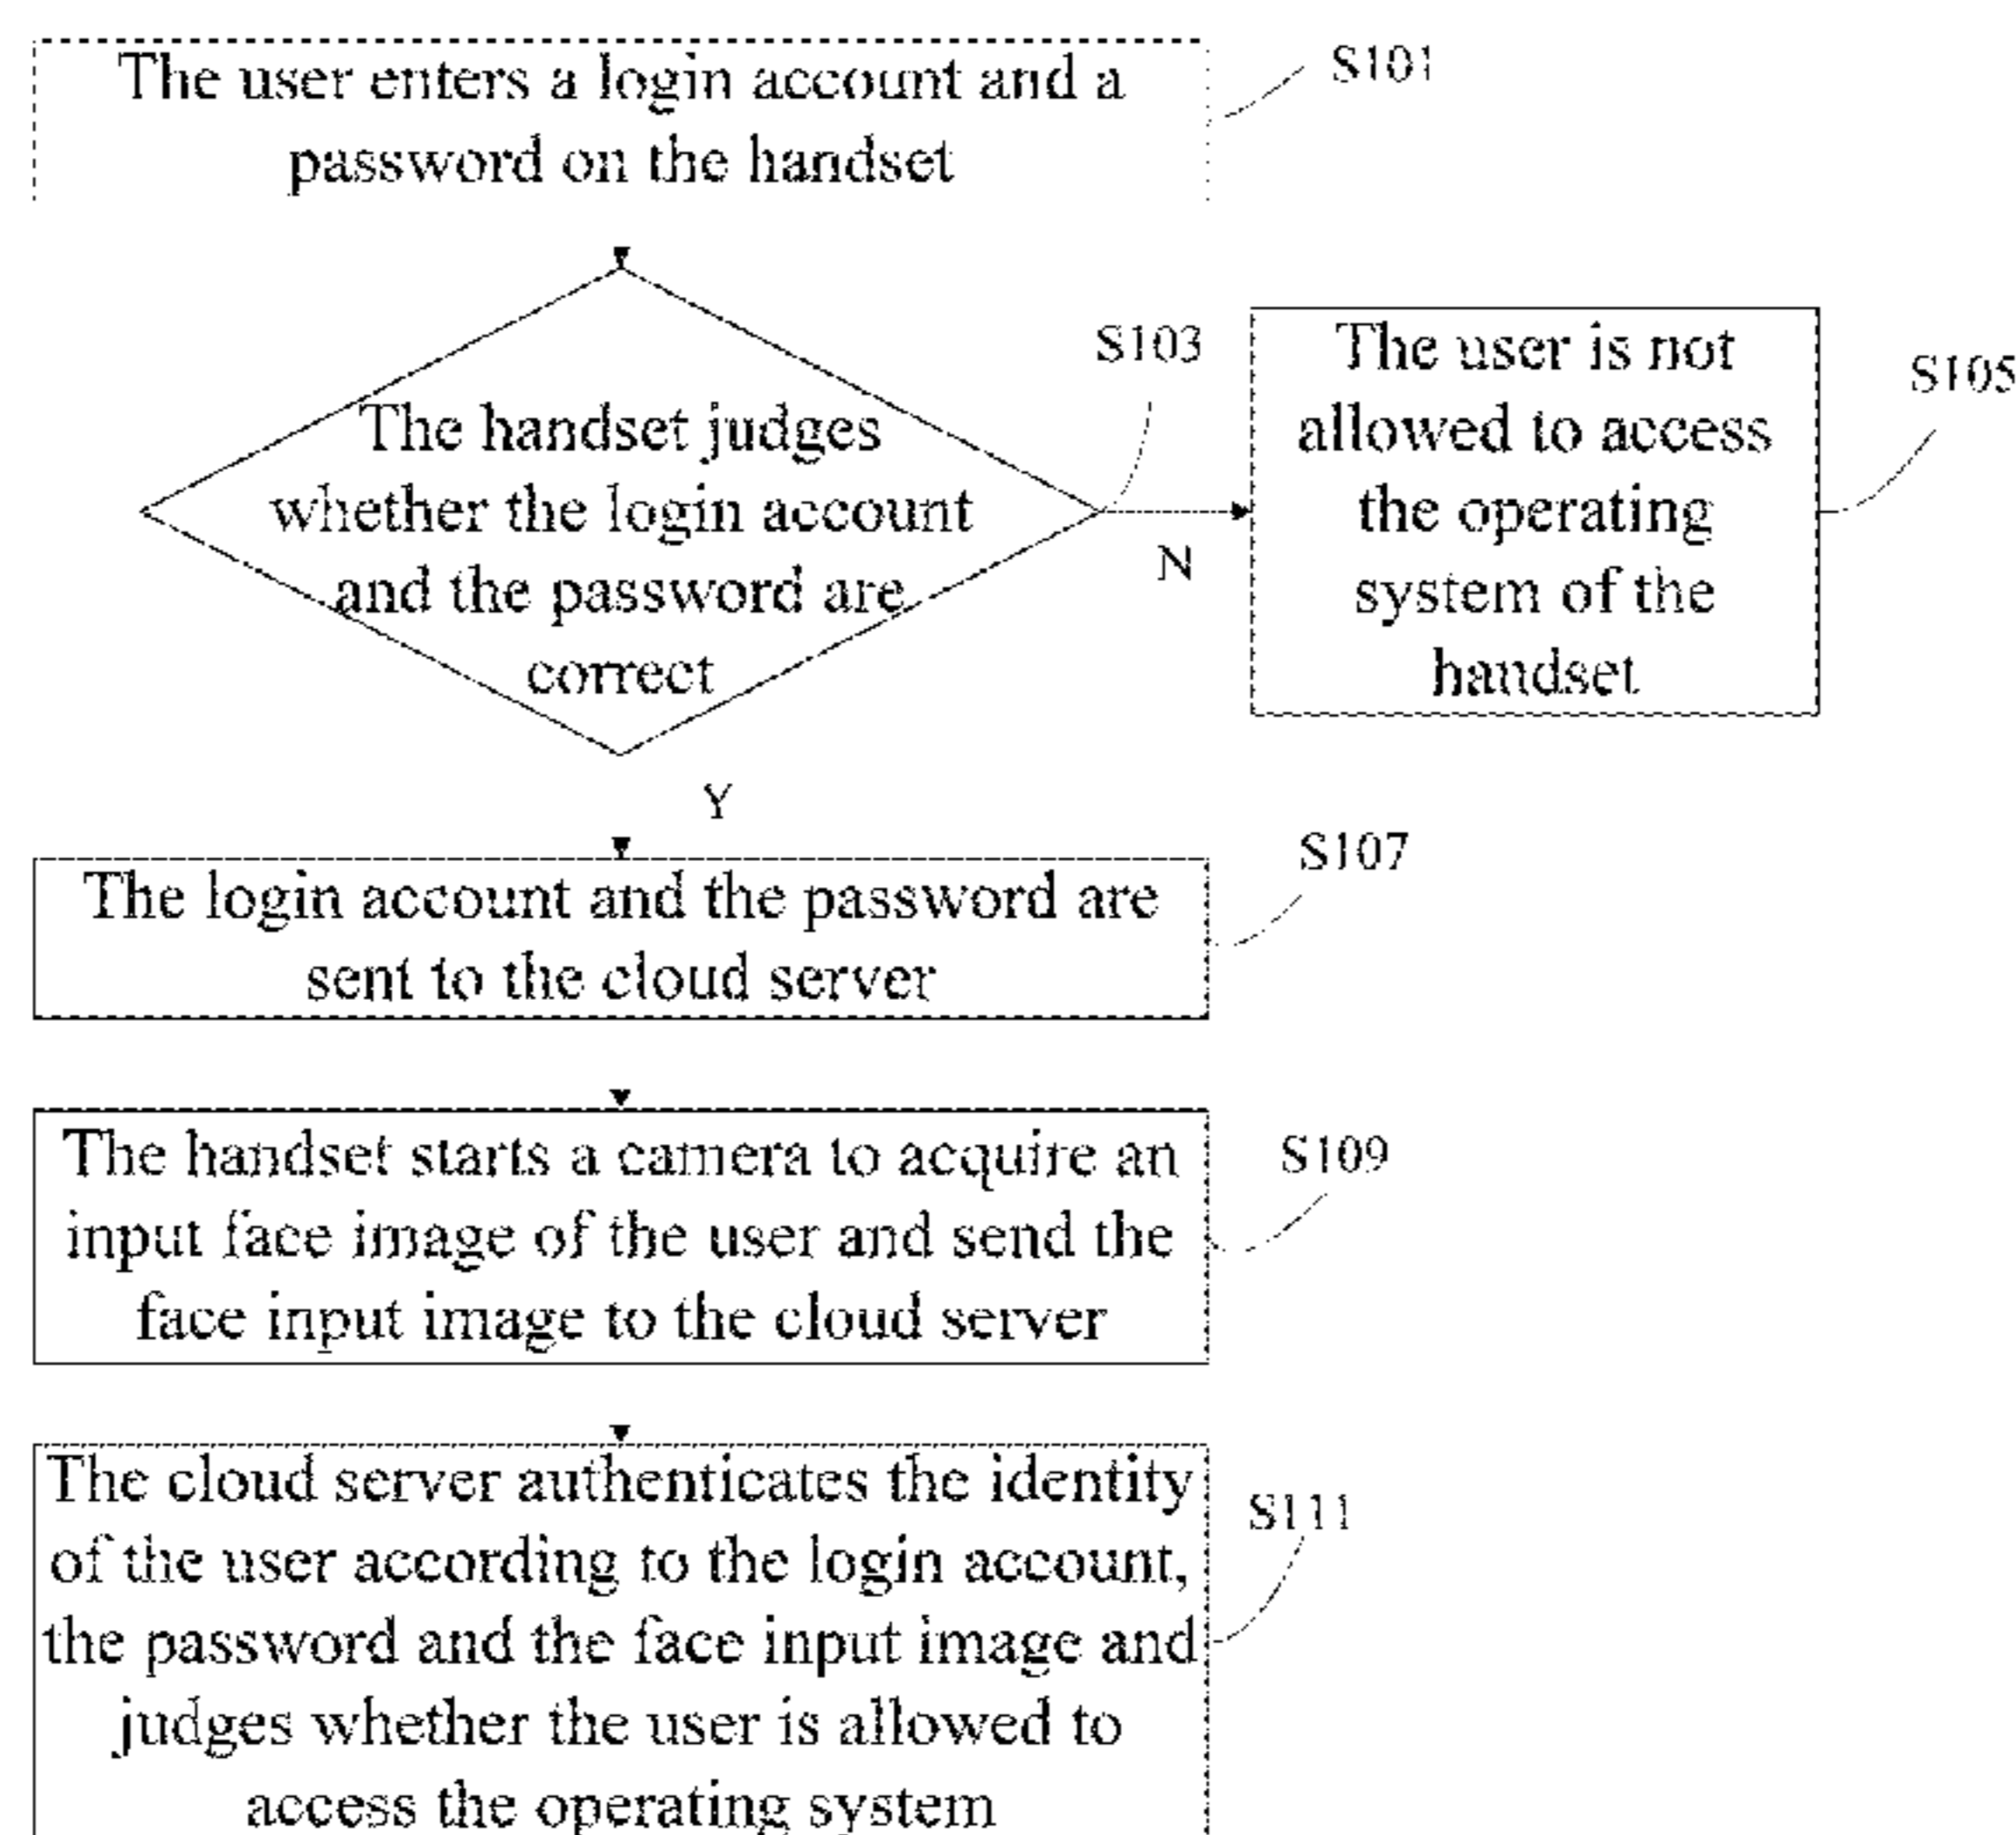 The user enters a login account and a
password on the handset
S101
The handset judges
whether the login account
and the password are
correct
S103
N
The user is not
allowed to access
the operating
system of the
handset
S105
Y
The login account and the password are
sent to the cloud server
S107
The handset starts a camera to acquire an
input face image of the user and send the
face input image to the cloud server
S109
The cloud server authenticates the identity
of the user according to the login account,
the password and the face input image and
judges whether the user is allowed to
access the operating system
S111